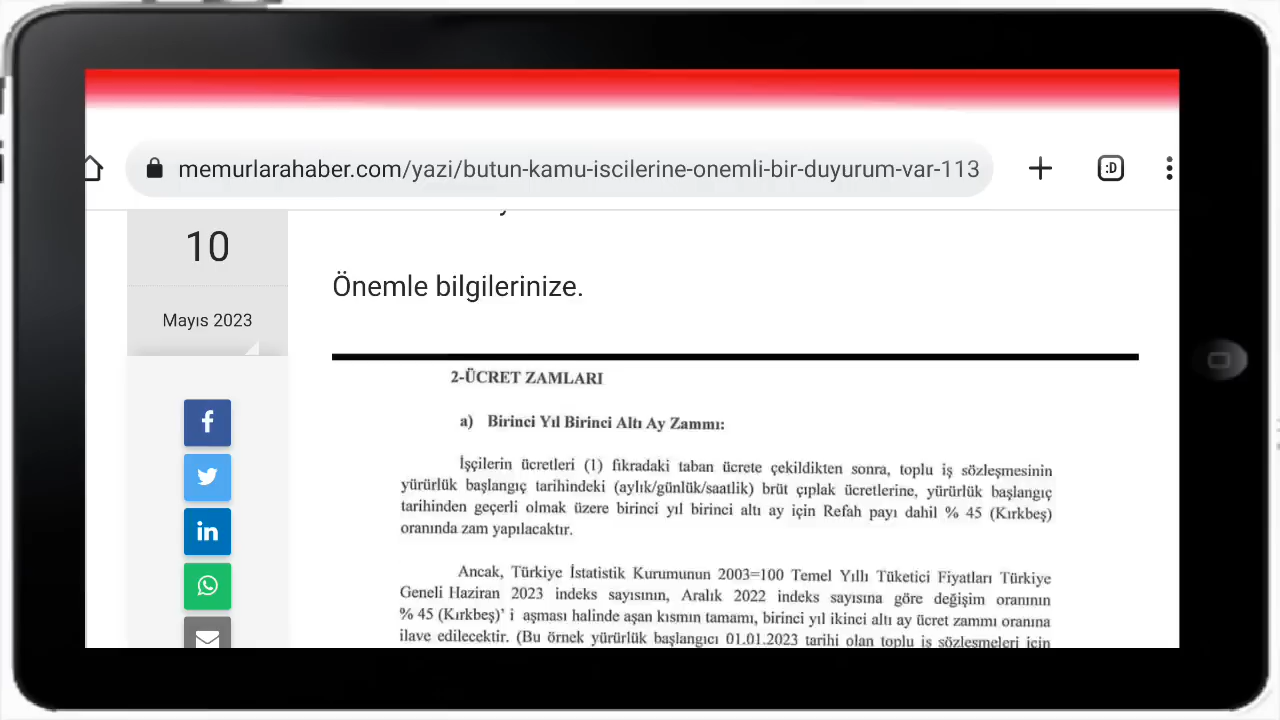 memurlarahaber.com/yazi/butun-kamu-iscilerine-onemli-bir-duyurum-var-113
:D
10
Mayıs 2023
Önemle bilgilerinize.
2-ÜCRET ZAMLARI
a) Birinci Yıl Birinci Altı Ay Zammı:
İşçilerin ücretleri (1) fıkradaki taban ücrete çekildikten sonra, toplu iş sözleşmesinin
yürürlük başlangıç tarihindeki (aylık/günlük/saatlik) brüt çıplak ücretlerine, yürürlük başlangıç
tarihinden geçerli olmak üzere birinci yıl birinci altı ay için Refah payı dahil % 45 (Kırkbeş)
oranında zam yapılacaktır.
Ancak, Türkiye İstatistik Kurumunun 2003=100 Temel Yıllı Tüketici Fiyatları Türkiye
Geneli Haziran 2023 indeks sayısının, Aralık 2022 indeks sayısına göre değişim oranının
% 45 (Kırkbeş)' i aşması halinde aşan kısmın tamamı, birinci yıl ikinci altı ay ücret zammı oranına
ilave edilecektir. (Bu örnek yürürlük başlangıcı 01.01.2023 tarihi olan toplu iş sözleşmeleri için